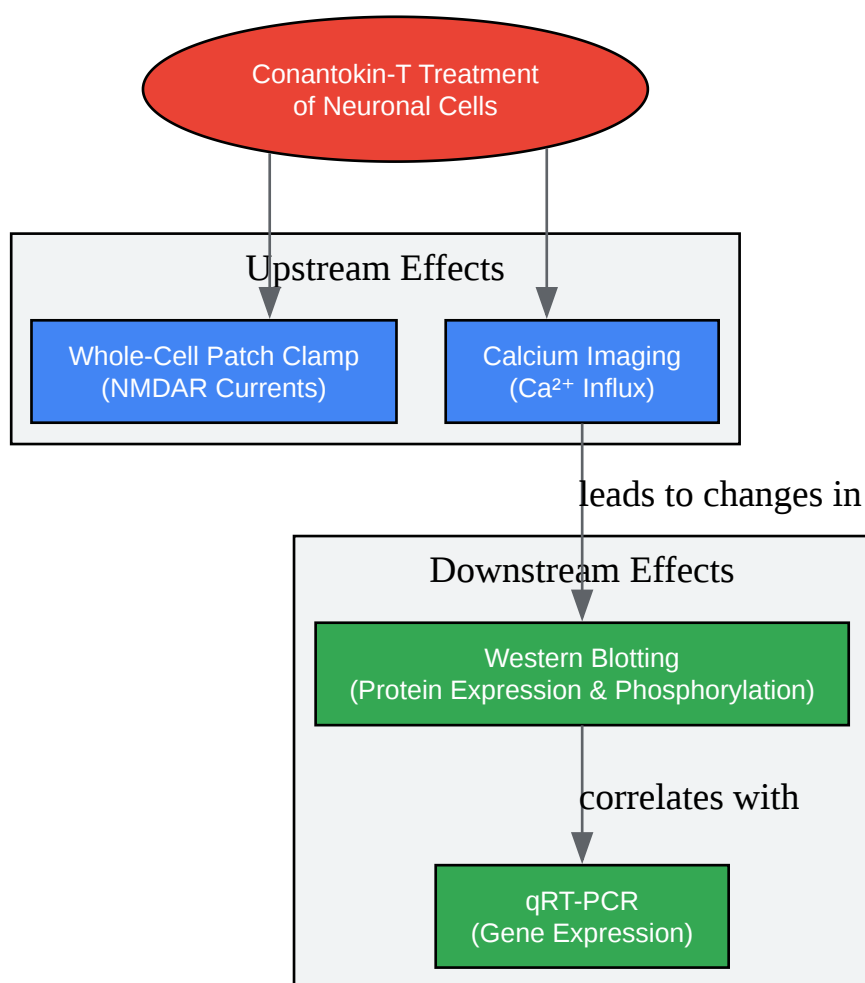 Conantokin-T Treatment
of Neuronal Cells
Upstream Effects
Whole-Cell Patch Clamp
(NMDAR Currents)
Calcium Imaging
(Ca²⁺ Influx)
leads to changes in
Downstream Effects
Western Blotting
(Protein Expression & Phosphorylation)
correlates with
qRT-PCR
(Gene Expression)